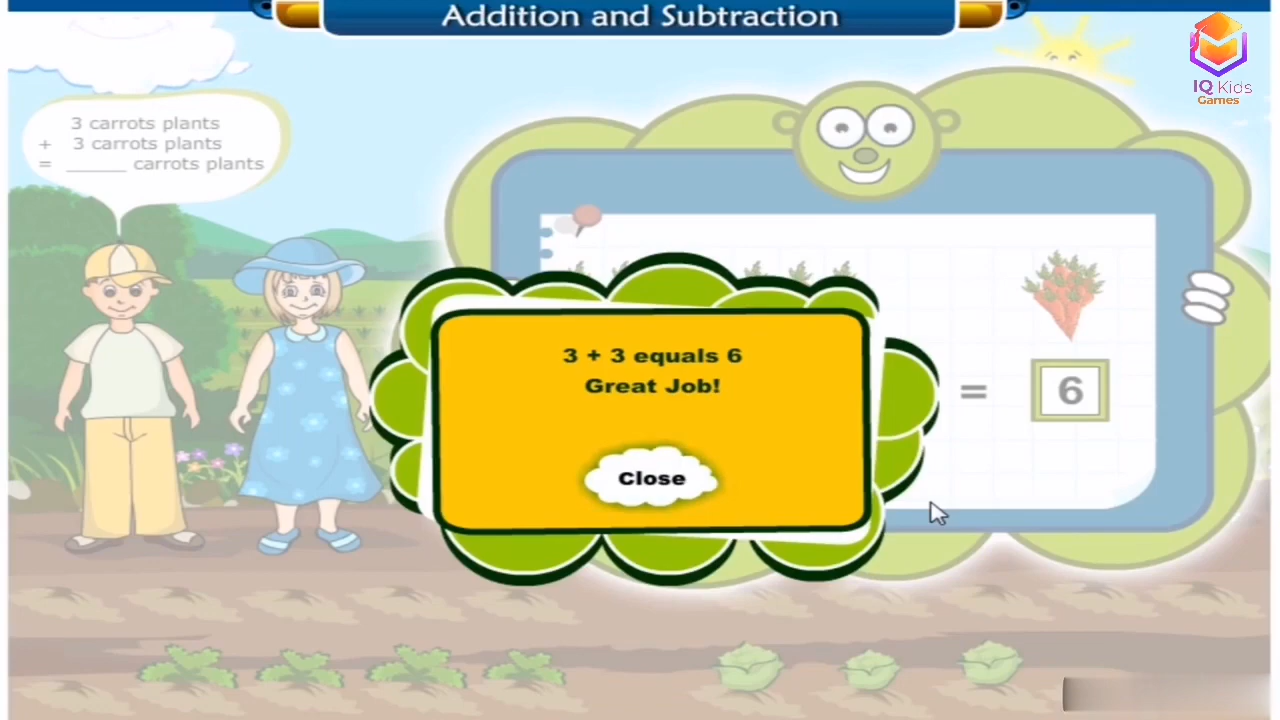 Addition and Subtraction
IQ Kids
Games
3 carrots plants
+ 3 carrots plants
= ______ carrots plants
3 + 3 equals 6
Great Job!
Close
= 6